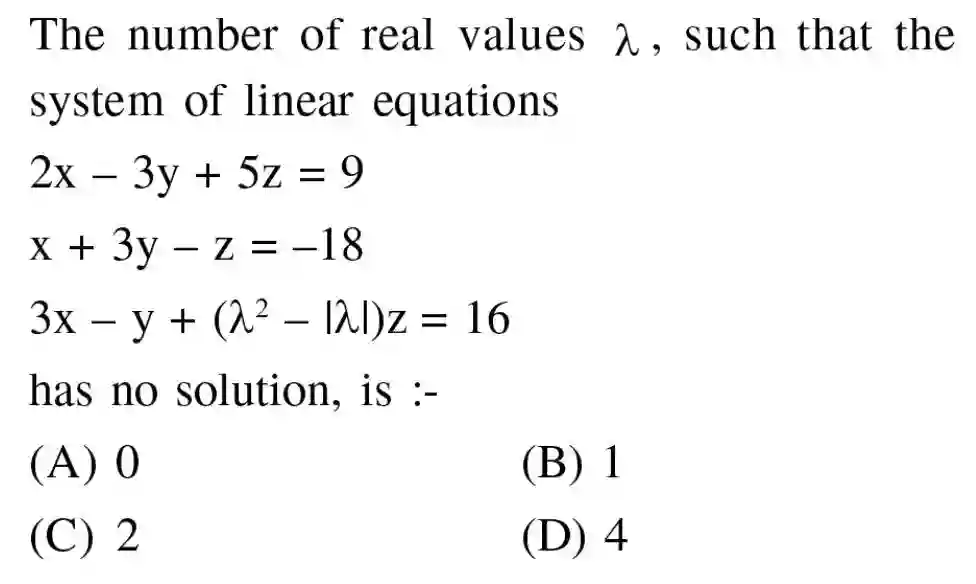 The number of real values λ, such that the
system of linear equations
2x – 3y + 5z = 9
x + 3y – z = –18
3x – y + (λ² – |λ|)z = 16
has no solution, is :-
(A) 0 (B) 1
(C) 2 (D) 4